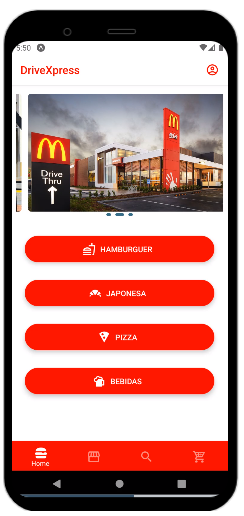 5:50
DriveXpress
Drive
Thru
HAMBURGUER
JAPONESA
PIZZA
BEBIDAS
Home